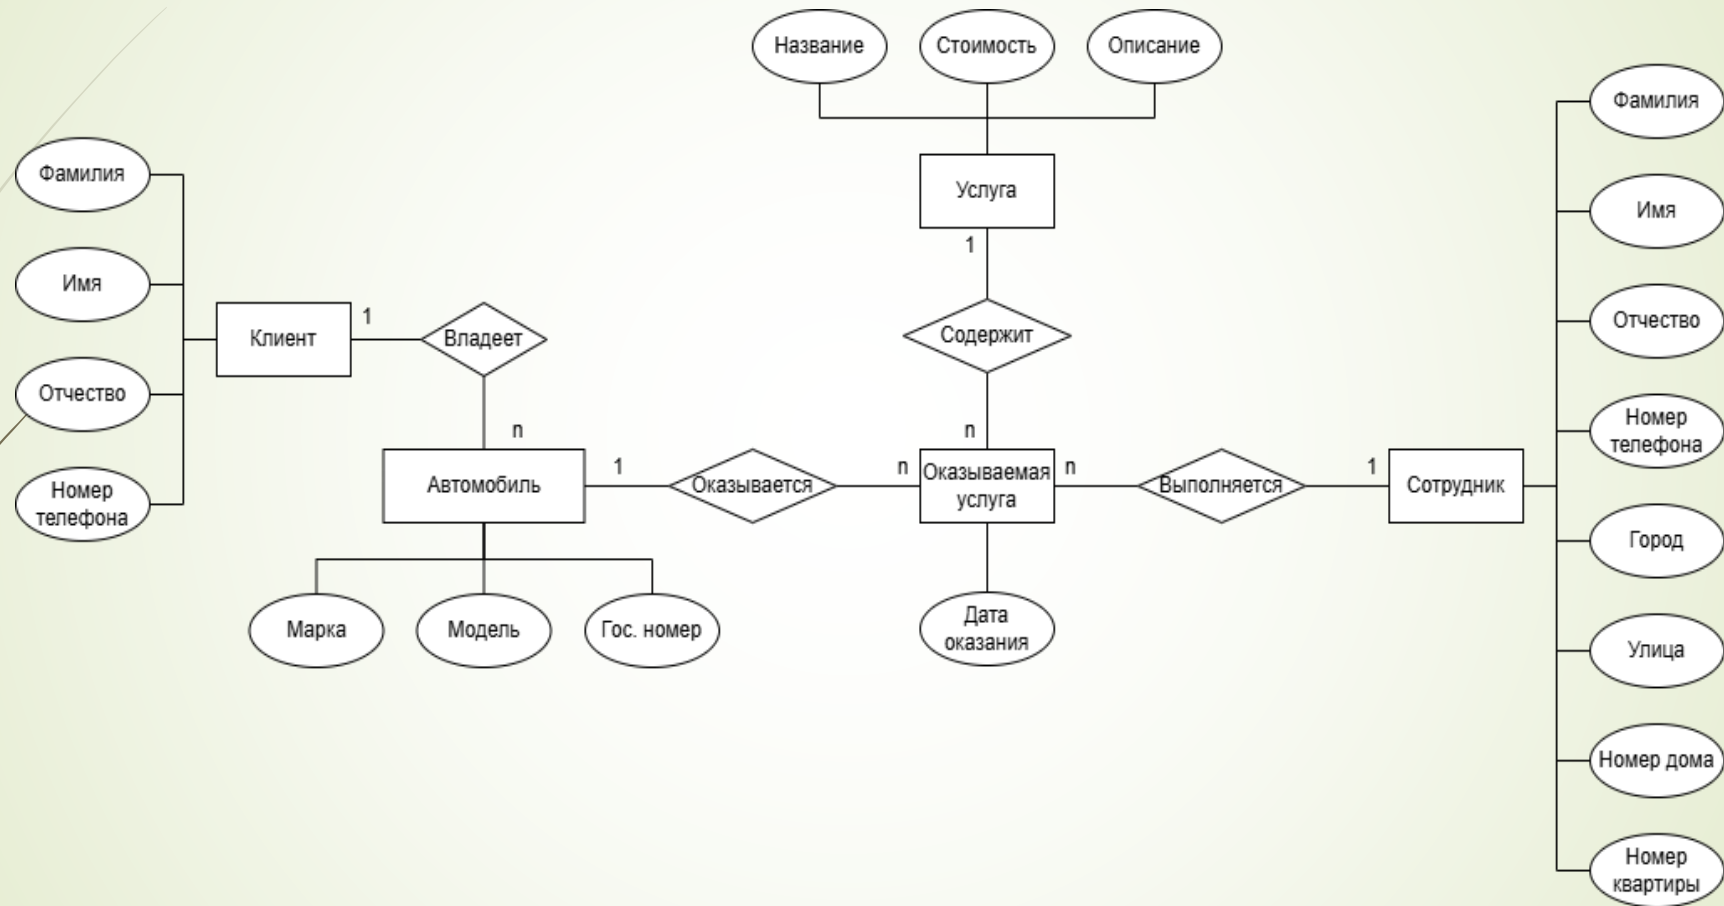 Название
Стоимость
Описание
Фамилия
Фамилия
Услуга
Имя
1
Имя
1
Отчество
Клиент
Владеет
Содержит
Отчество
n
n
Номер
телефона
1
n
n
1
Автомобиль
Оказывается
Оказываемая
услуга
Выполняется
Сотрудник
Номер
телефона
Город
Марка
Модель
Гос. номер
Дата
оказания
Улица
Номер дома
Номер
квартиры